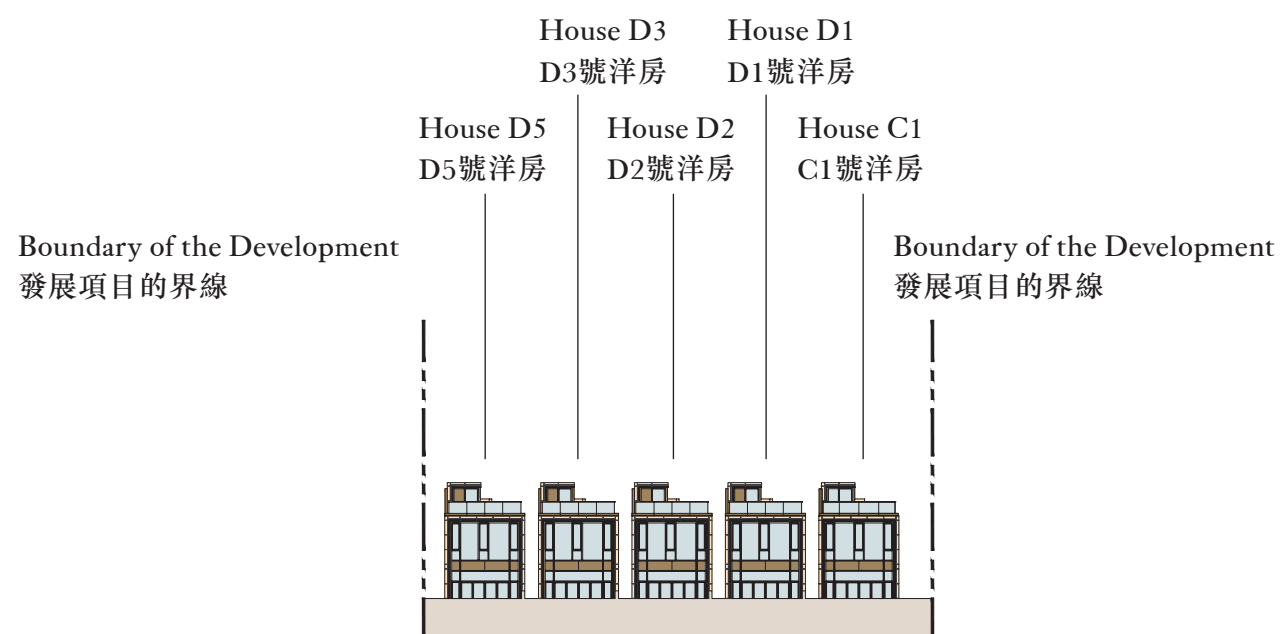 House D3
D3號洋房
House D1
D1號洋房
House D5
D5號洋房
House D2
D2號洋房
House C1
C1號洋房
Boundary of the Development
發展項目的界線
Boundary of the Development
發展項目的界線